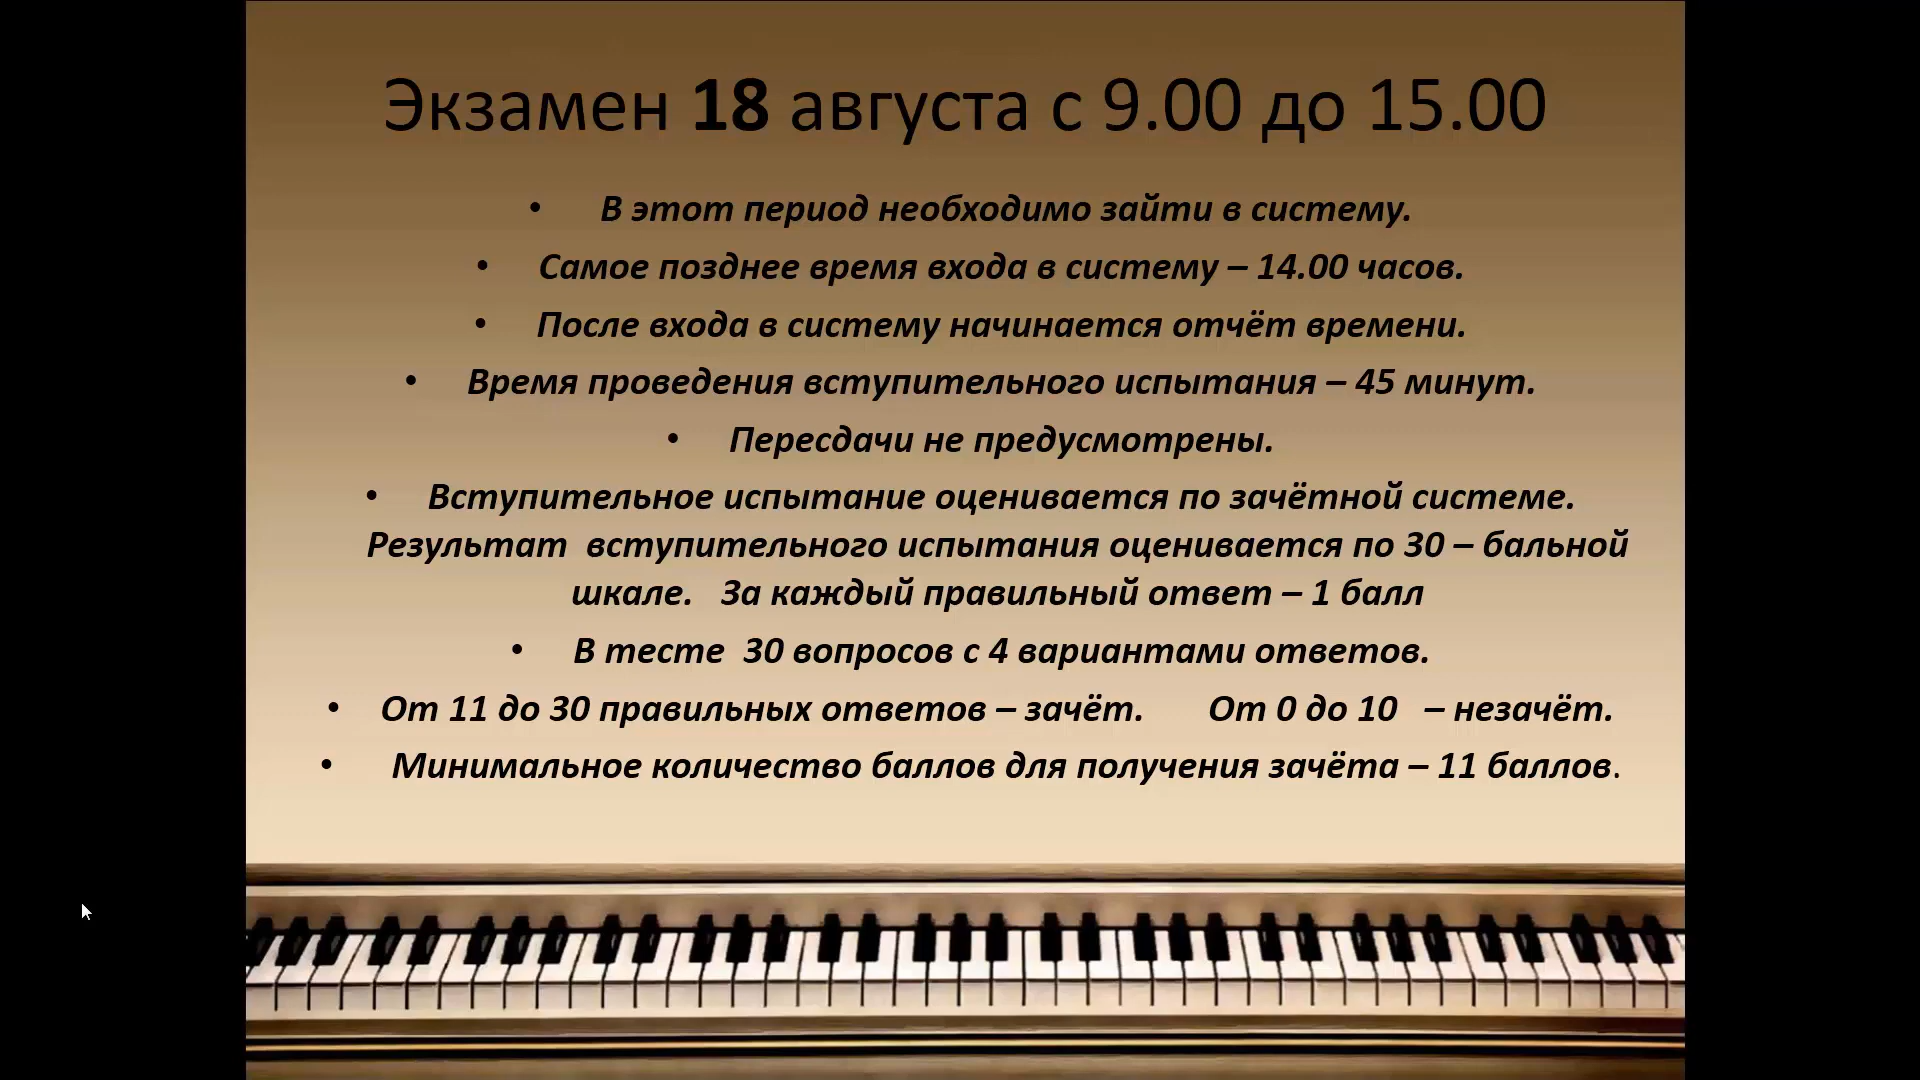 Экзамен 18 августа с 9.00 до 15.00
• В этот период необходимо зайти в систему.
• Самое позднее время входа в систему – 14.00 часов.
• После входа в систему начинается отчёт времени.
• Время проведения вступительного испытания – 45 минут.
• Пересдачи не предусмотрены.
• Вступительное испытание оценивается по зачётной системе.
Результат вступительного испытания оценивается по 30 – бальной
шкале. За каждый правильный ответ – 1 балл
• В тесте 30 вопросов с 4 вариантами ответов.
• От 11 до 30 правильных ответов – зачёт. От 0 до 10 – незачёт.
• Минимальное количество баллов для получения зачёта – 11 баллов.